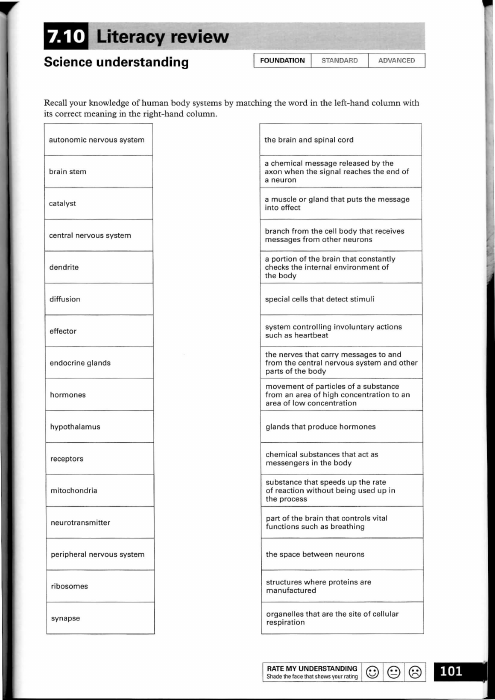 7.10 Literacy review
Science understanding
FOUNDATION STANDARD ADVANCED
Recall your knowledge of human body systems by matching the word in the left-hand column with
its correct meaning in the right-hand column.
autonomic nervous system
the brain and spinal cord
brain stem
a chemical message released by the
axon when the signal reaches the end of
a neuron
catalyst
a muscle or gland that puts the message
into effect
central nervous system
branch from the cell body that receives
messages from other neurons
dendrite
a portion of the brain that constantly
checks the internal environment of
the body
diffusion
special cells that detect stimuli
effector
system controlling involuntary actions
such as heartbeat
endocrine glands
the nerves that carry messages to and
from the central nervous system and other
parts of the body
hormones
movement of particles of a substance
from an area of high concentration to an
area of low concentration
hypothalamus
glands that produce hormones
receptors
chemical substances that act as
messengers in the body
mitochondria
substance that speeds up the rate
of reaction without being used up in
the process
neurotransmitter
part of the brain that controls vital
functions such as breathing
peripheral nervous system
the space between neurons
ribosomes
structures where proteins are
manufactured
synapse
organelles that are the site of cellular
respiration
RATE MY UNDERSTANDING
Shade the face that shows your rating
101